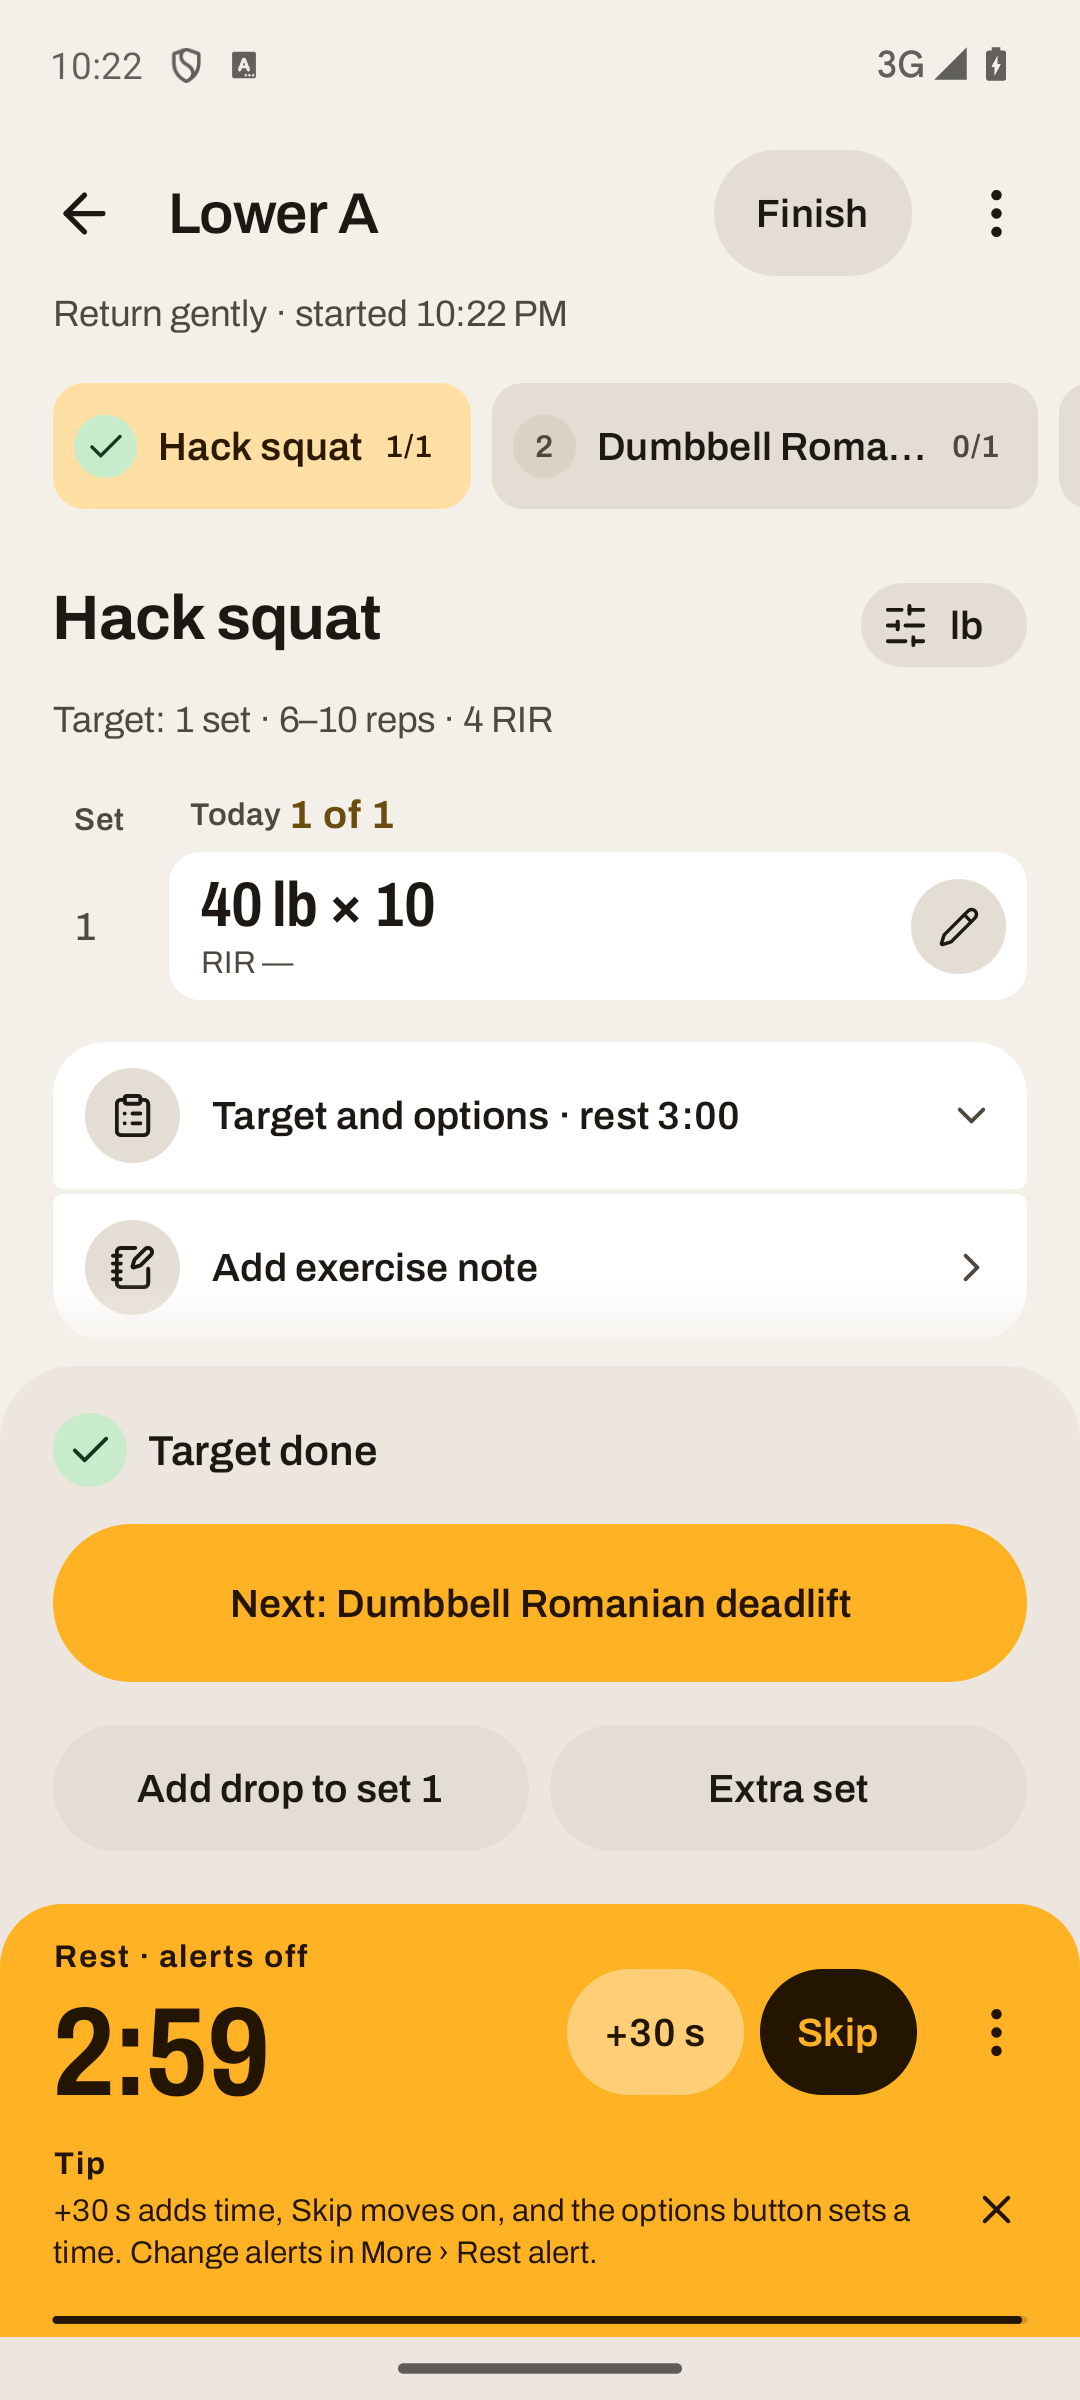 10:22
3G
Lower A
Finish
Return gently · started 10:22 PM
Hack squat 1/1
2 Dumbbell Roma... 0/1
Hack squat
lb
Target: 1 set · 6–10 reps · 4 RIR
Set
Today 1 of 1
1
40 lb × 10
RIR —
Target and options · rest 3:00
Add exercise note
Target done
Next: Dumbbell Romanian deadlift
Add drop to set 1
Extra set
Rest · alerts off
2:59
+30 s
Skip
Tip
+30 s adds time, Skip moves on, and the options button sets a
time. Change alerts in More › Rest alert.